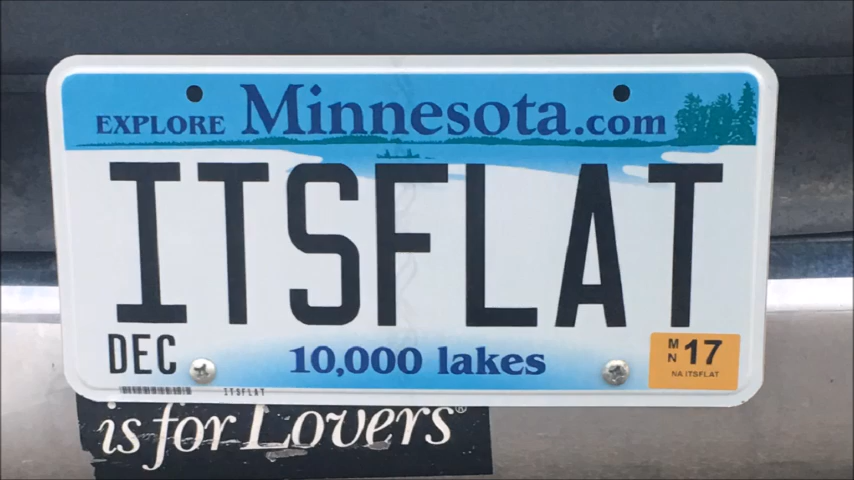 EXPLORE Minnesota.com
ITSFLAT
DEC
10,000 lakes
MN 17
NA ITSFLAT
ITSFLAT
is for Lovers®